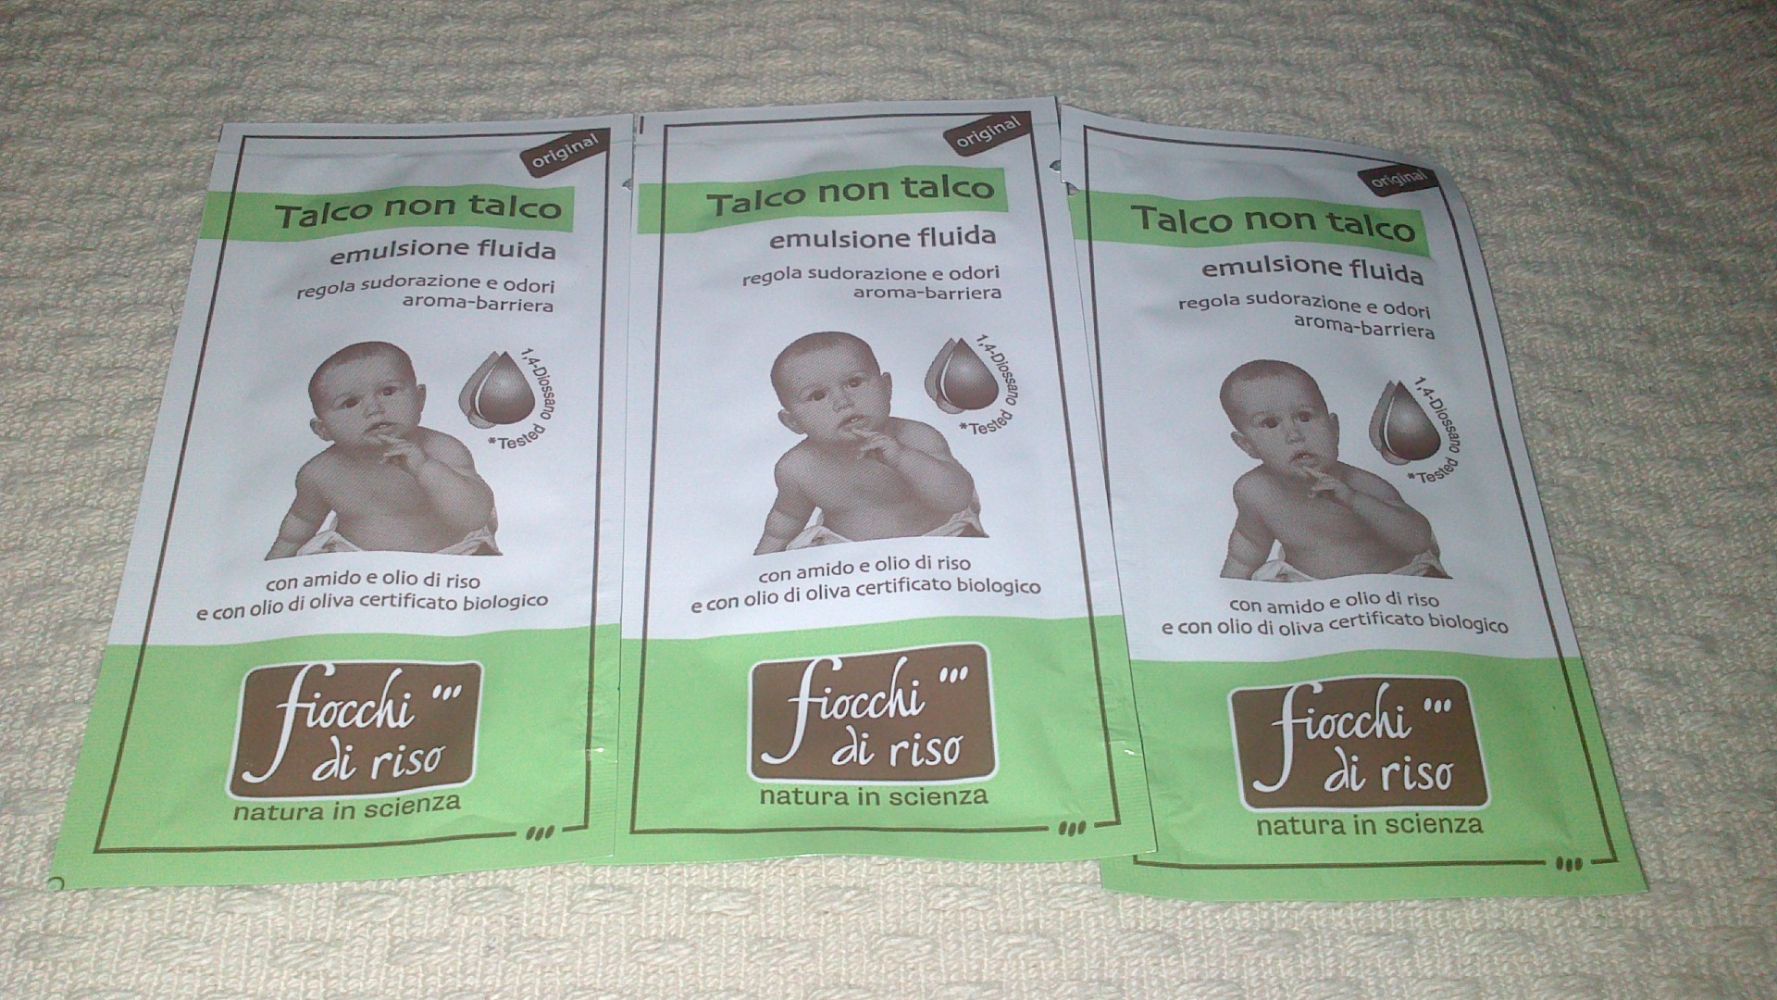 original
Talco non talco
emulsione fluida
regola sudorazione e odori
aroma-barriera
1,4-Diossano
*Tested
con amido e olio di riso
e con olio di oliva certificato biologico
fiocchi
di riso
natura in scienza
original
Talco non talco
emulsione fluida
regola sudorazione e odori
aroma-barriera
1,4-Diossano
*Tested
con amido e olio di riso
e con olio di oliva certificato biologico
fiocchi
di riso
natura in scienza
original
Talco non talco
emulsione fluida
regola sudorazione e odori
aroma-barriera
1,4-Diossano
*Tested
con amido e olio di riso
e con olio di oliva certificato biologico
fiocchi
di riso
natura in scienza